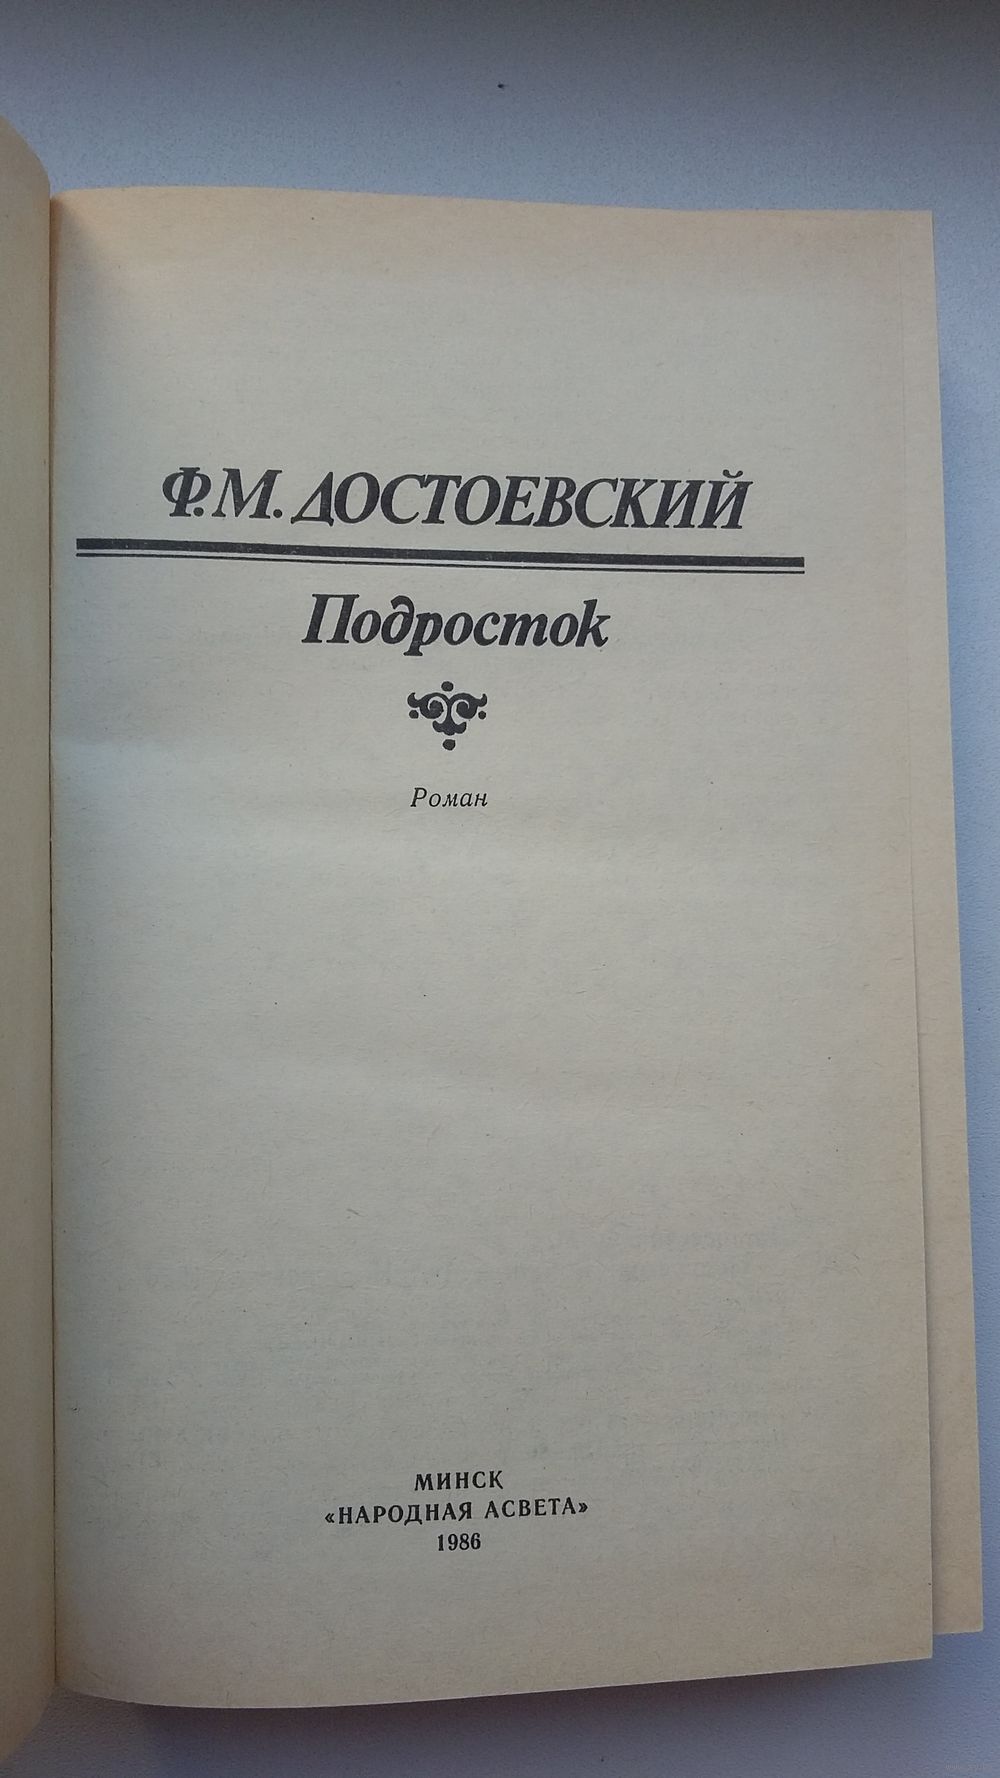 Ф.М. ДОСТОЕВСКИЙ
Подросток
Роман
МИНСК
«НАРОДНАЯ АСВЕТА»
1986